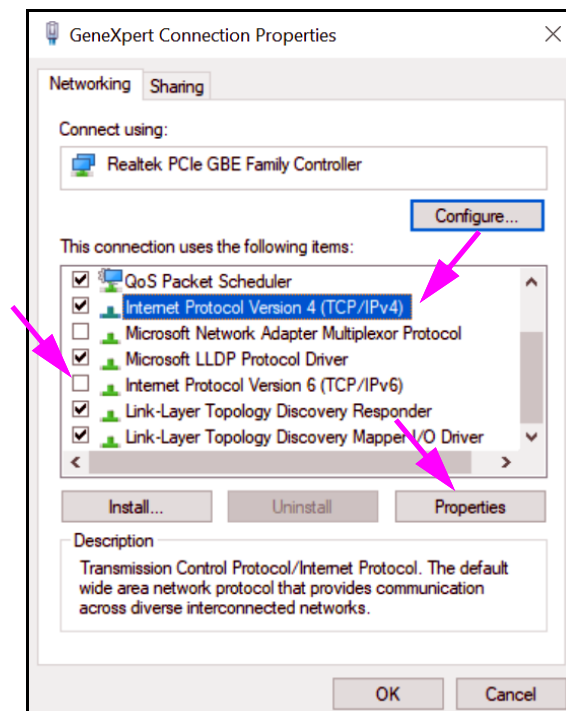 GeneXpert Connection Properties
Networking Sharing
Connect using:
Realtek PCIe GBE Family Controller
Configure...
This connection uses the following items:
QoS Packet Scheduler
Internet Protocol Version 4 (TCP/IPv4)
Microsoft Network Adapter Multiplexor Protocol
Microsoft LLDP Protocol Driver
Internet Protocol Version 6 (TCP/IPv6)
Link-Layer Topology Discovery Responder
Link-Layer Topology Discovery Mapper I/O Driver
Install... Uninstall Properties
Description
Transmission Control Protocol/Internet Protocol. The default
wide area network protocol that provides communication
across diverse interconnected networks.
OK Cancel